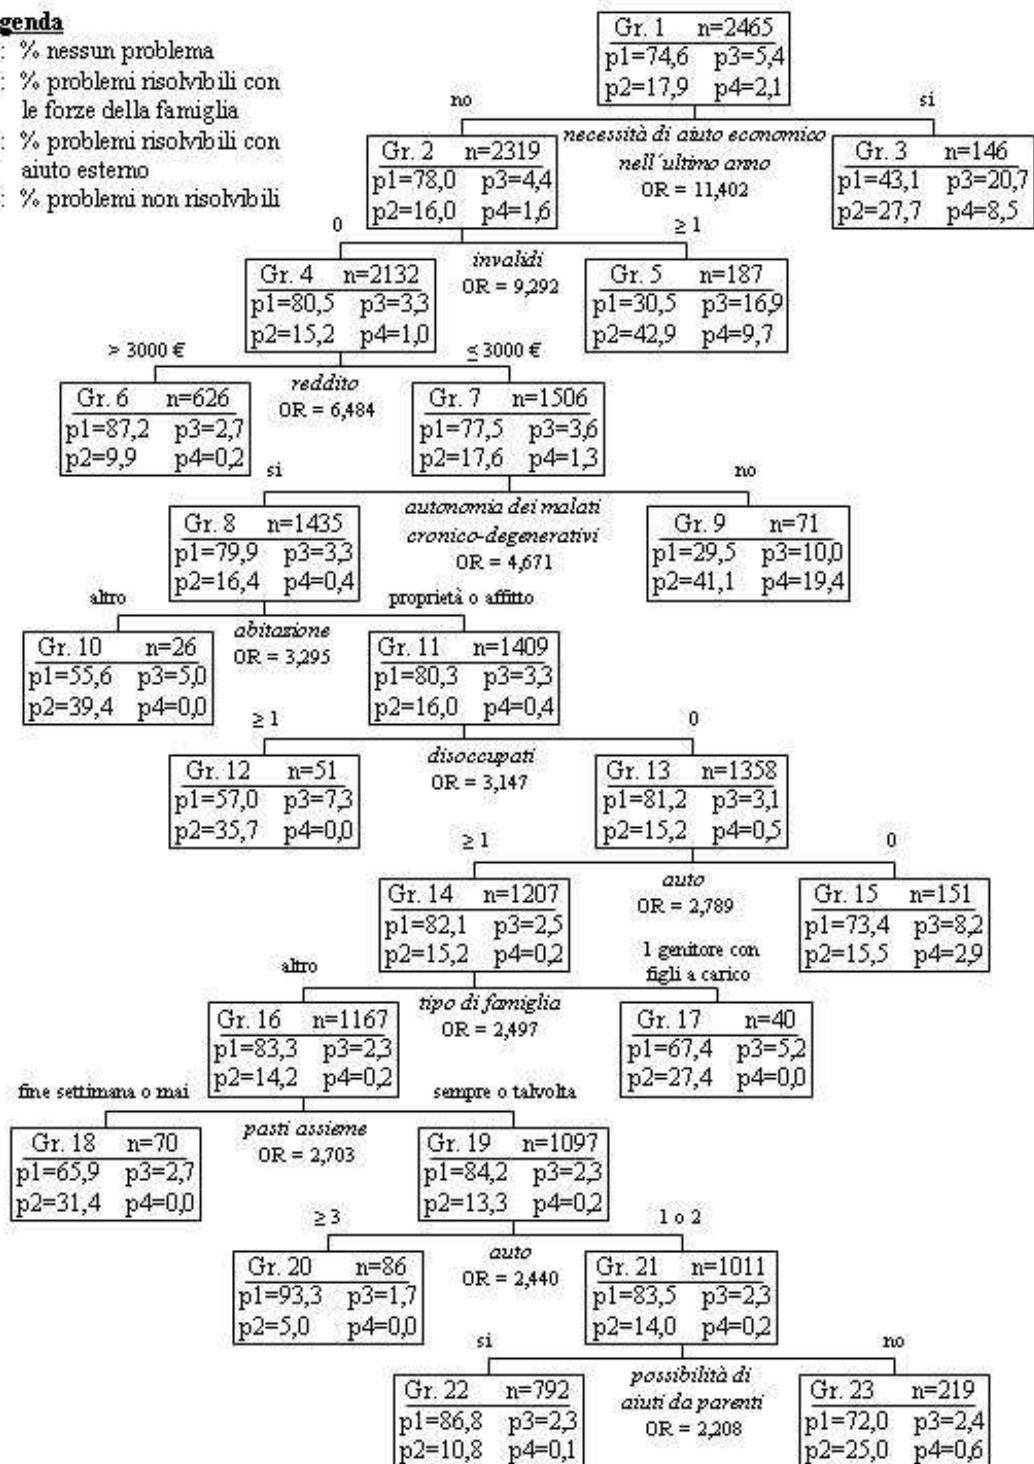 genda
: % nessun problema
: % problemi risolvibili con
le forze della famiglia
: % problemi risolvibili con
aiuto esterno
: % problemi non risolvibili
Gr. 1 n=2465
p1=74,6 p3=5,4
p2=17,9 p4=2,1
no
si
necessità di aiuto economico
nell'ultimo anno
OR = 11,402
Gr. 2 n=2319
p1=78,0 p3=4,4
p2=16,0 p4=1,6
Gr. 3 n=146
p1=43,1 p3=20,7
p2=27,7 p4=8,5
0
≥ 1
invalidi
OR = 9,292
Gr. 4 n=2132
p1=80,5 p3=3,3
p2=15,2 p4=1,0
Gr. 5 n=187
p1=30,5 p3=16,9
p2=42,9 p4=9,7
> 3000 €
≤ 3000 €
reddito
OR = 6,484
Gr. 6 n=626
p1=87,2 p3=2,7
p2=9,9 p4=0,2
Gr. 7 n=1506
p1=77,5 p3=3,6
p2=17,6 p4=1,3
si
no
autonomia dei malati
cronico-degenerativi
OR = 4,671
Gr. 8 n=1435
p1=79,9 p3=3,3
p2=16,4 p4=0,4
Gr. 9 n=71
p1=29,5 p3=10,0
p2=41,1 p4=19,4
altro
proprietà o affitto
abitazione
OR = 3,295
Gr. 10 n=26
p1=55,6 p3=5,0
p2=39,4 p4=0,0
Gr. 11 n=1409
p1=80,3 p3=3,3
p2=16,0 p4=0,4
≥ 1
0
disoccupati
OR = 3,147
Gr. 12 n=51
p1=57,0 p3=7,3
p2=35,7 p4=0,0
Gr. 13 n=1358
p1=81,2 p3=3,1
p2=15,2 p4=0,5
≥ 1
0
auto
OR = 2,789
Gr. 14 n=1207
p1=82,1 p3=2,5
p2=15,2 p4=0,2
Gr. 15 n=151
p1=73,4 p3=8,2
p2=15,5 p4=2,9
altro
1 genitore con
figli a carico
tipo di famiglia
OR = 2,497
Gr. 16 n=1167
p1=83,3 p3=2,3
p2=14,2 p4=0,2
Gr. 17 n=40
p1=67,4 p3=5,2
p2=27,4 p4=0,0
fine settimana o mai
sempre o talvolta
pasti assieme
OR = 2,703
Gr. 18 n=70
p1=65,9 p3=2,7
p2=31,4 p4=0,0
Gr. 19 n=1097
p1=84,2 p3=2,3
p2=13,3 p4=0,2
≥ 3
1 o 2
auto
OR = 2,440
Gr. 20 n=86
p1=93,3 p3=1,7
p2=5,0 p4=0,0
Gr. 21 n=1011
p1=83,5 p3=2,3
p2=14,0 p4=0,2
si
no
possibilità di
aiuti da parenti
OR = 2,208
Gr. 22 n=792
p1=86,8 p3=2,3
p2=10,8 p4=0,1
Gr. 23 n=219
p1=72,0 p3=2,4
p2=25,0 p4=0,6